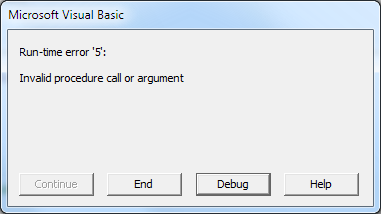 Microsoft Visual Basic
Run-time error '5':
Invalid procedure call or argument
Continue End Debug Help